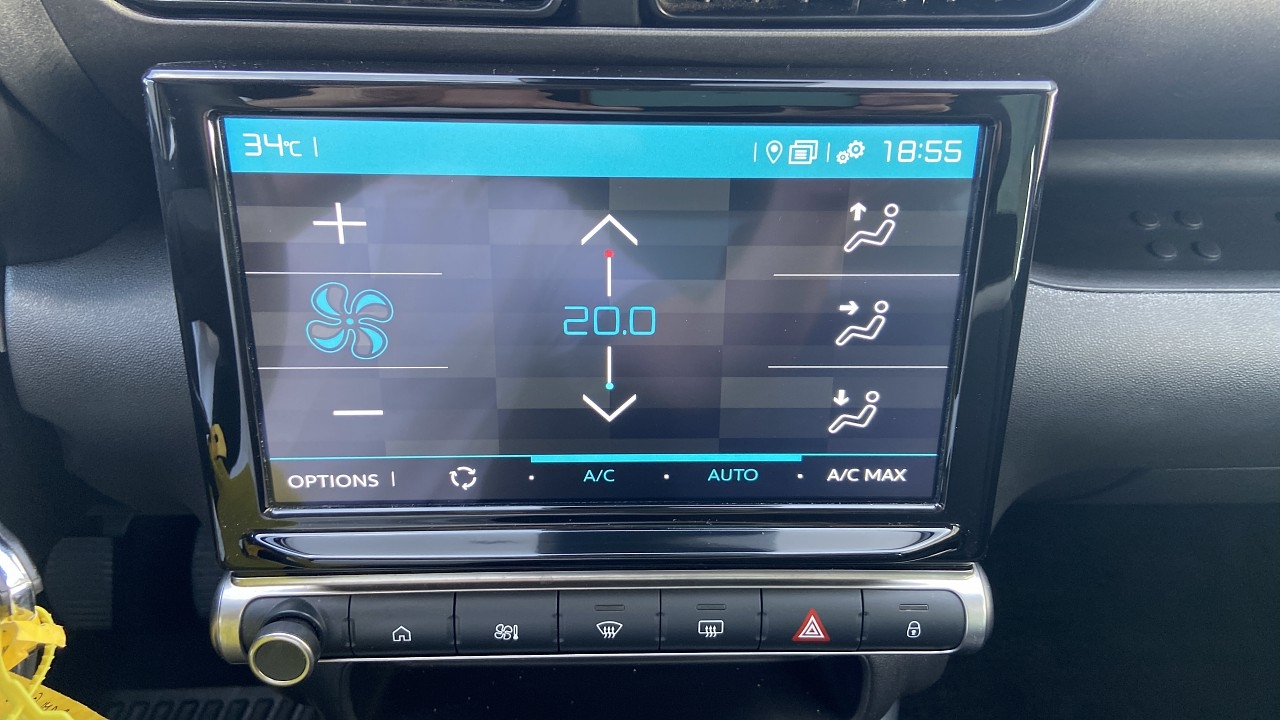 34°C
18:55
20.0
OPTIONS A/C AUTO A/C MAX